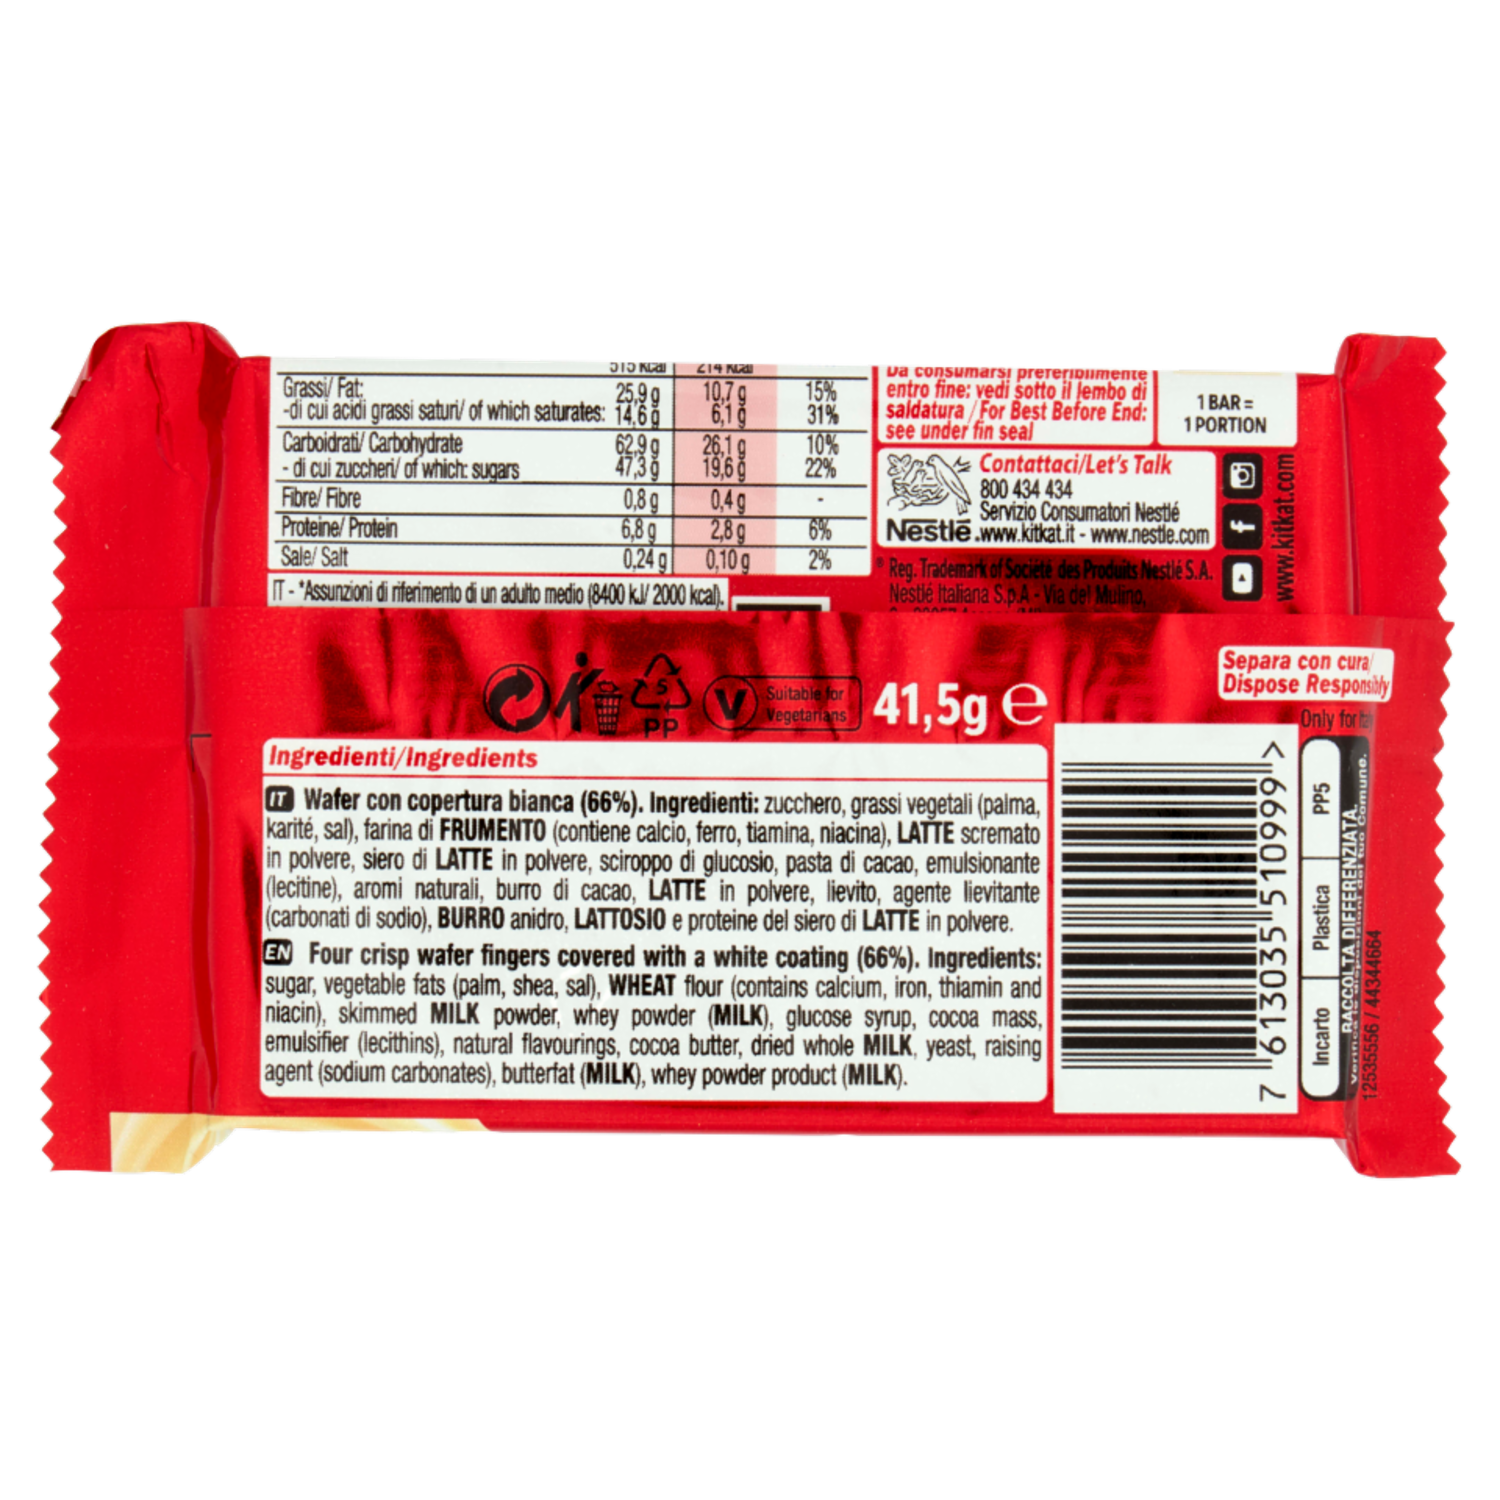 515 kcal 214 kcal
Grassi/ Fat: 25,9 g 10,7 g 15%
-di cui acidi grassi saturi/ of which saturates: 14,6 g 6,1 g 31%
Carboidrati/ Carbohydrate 62,9 g 26,1 g 10%
- di cui zuccheri/ of which: sugars 47,3 g 19,6 g 22%
Fibre/ Fibre 0,8 g 0,4 g -
Proteine/ Protein 6,8 g 2,8 g 6%
Sale/ Salt 0,24 g 0,10 g 2%
IT - *Assunzioni di riferimento di un adulto medio (8400 kJ/ 2000 kcal).
Da consumarsi preferibilmente
entro fine: vedi sotto il lembo di
saldatura / For Best Before End:
see under fin seal
1 BAR =
1 PORTION
Contattaci/Let's Talk
800 434 434
Servizio Consumatori Nestlé
Nestlé.www.kitkat.it - www.nestle.com
www.kitkat.com
® Reg. Trademark of Société des Produits Nestlé S.A.
Nestlé Italiana S.p.A - Via del Mulino,
5
PP
V
Suitable for
Vegetarians
41,5g e
Separa con cura/
Dispose Responsibly
Only for
Ingredienti/Ingredients
IT Wafer con copertura bianca (66%). Ingredienti: zucchero, grassi vegetali (palma,
karité, sal), farina di FRUMENTO (contiene calcio, ferro, tiamina, niacina), LATTE scremato
in polvere, siero di LATTE in polvere, sciroppo di glucosio, pasta di cacao, emulsionante
(lecitine), aromi naturali, burro di cacao, LATTE in polvere, lievito, agente lievitante
(carbonati di sodio), BURRO anidro, LATTOSIO e proteine del siero di LATTE in polvere.
EN Four crisp wafer fingers covered with a white coating (66%). Ingredients:
sugar, vegetable fats (palm, shea, sal), WHEAT flour (contains calcium, iron, thiamin and
niacin), skimmed MILK powder, whey powder (MILK), glucose syrup, cocoa mass,
emulsifier (lecithins), natural flavourings, cocoa butter, dried whole MILK, yeast, raising
agent (sodium carbonates), butterfat (MILK), whey powder product (MILK).
7 613035 510999 >
Incarto Plastica PP5
RACCOLTA DIFFERENZIATA.
tuo Comune.
12535556 / 44344664